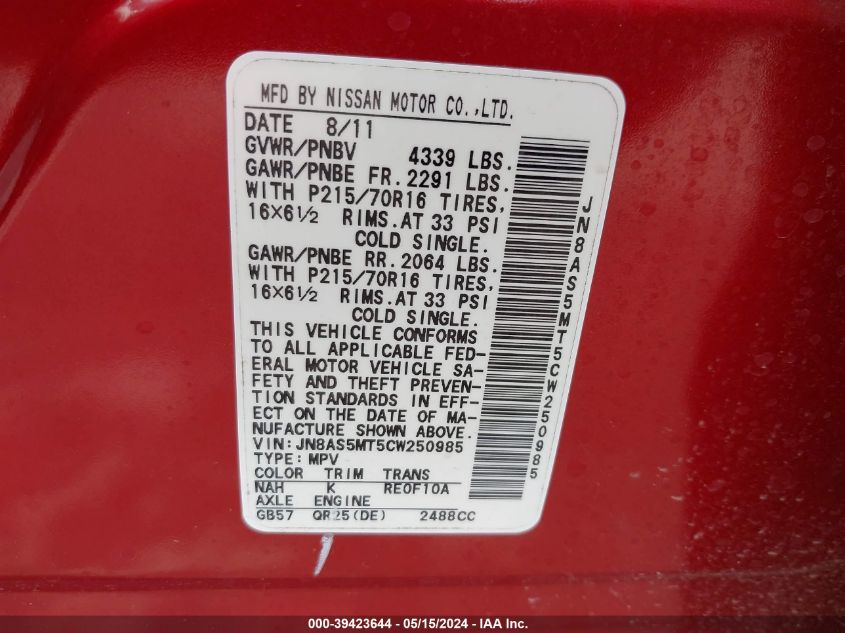 MFD BY NISSAN MOTOR CO.,LTD.
DATE 8/11
GVWR/PNBV 4339 LBS.
GAWR/PNBE FR. 2291 LBS.
WITH P215/70R16 TIRES,
16×6½ RIMS.AT 33 PSI
COLD SINGLE.
GAWR/PNBE RR. 2064 LBS.
WITH P215/70R16 TIRES,
16×6½ RIMS.AT 33 PSI
COLD SINGLE.
THIS VEHICLE CONFORMS
TO ALL APPLICABLE FED-
ERAL MOTOR VEHICLE SA-
FETY AND THEFT PREVEN-
TION STANDARDS IN EFF-
ECT ON THE DATE OF MA-
NUFACTURE SHOWN ABOVE.
VIN: JN8AS5MT5CW250985
TYPE: MPV
COLOR TRIM TRANS
NAH K RE0F10A
AXLE ENGINE
GB57 QR25(DE) 2488CC
JN8AS5MT5CW250985
000-39423644 - 05/15/2024 - IAA Inc.